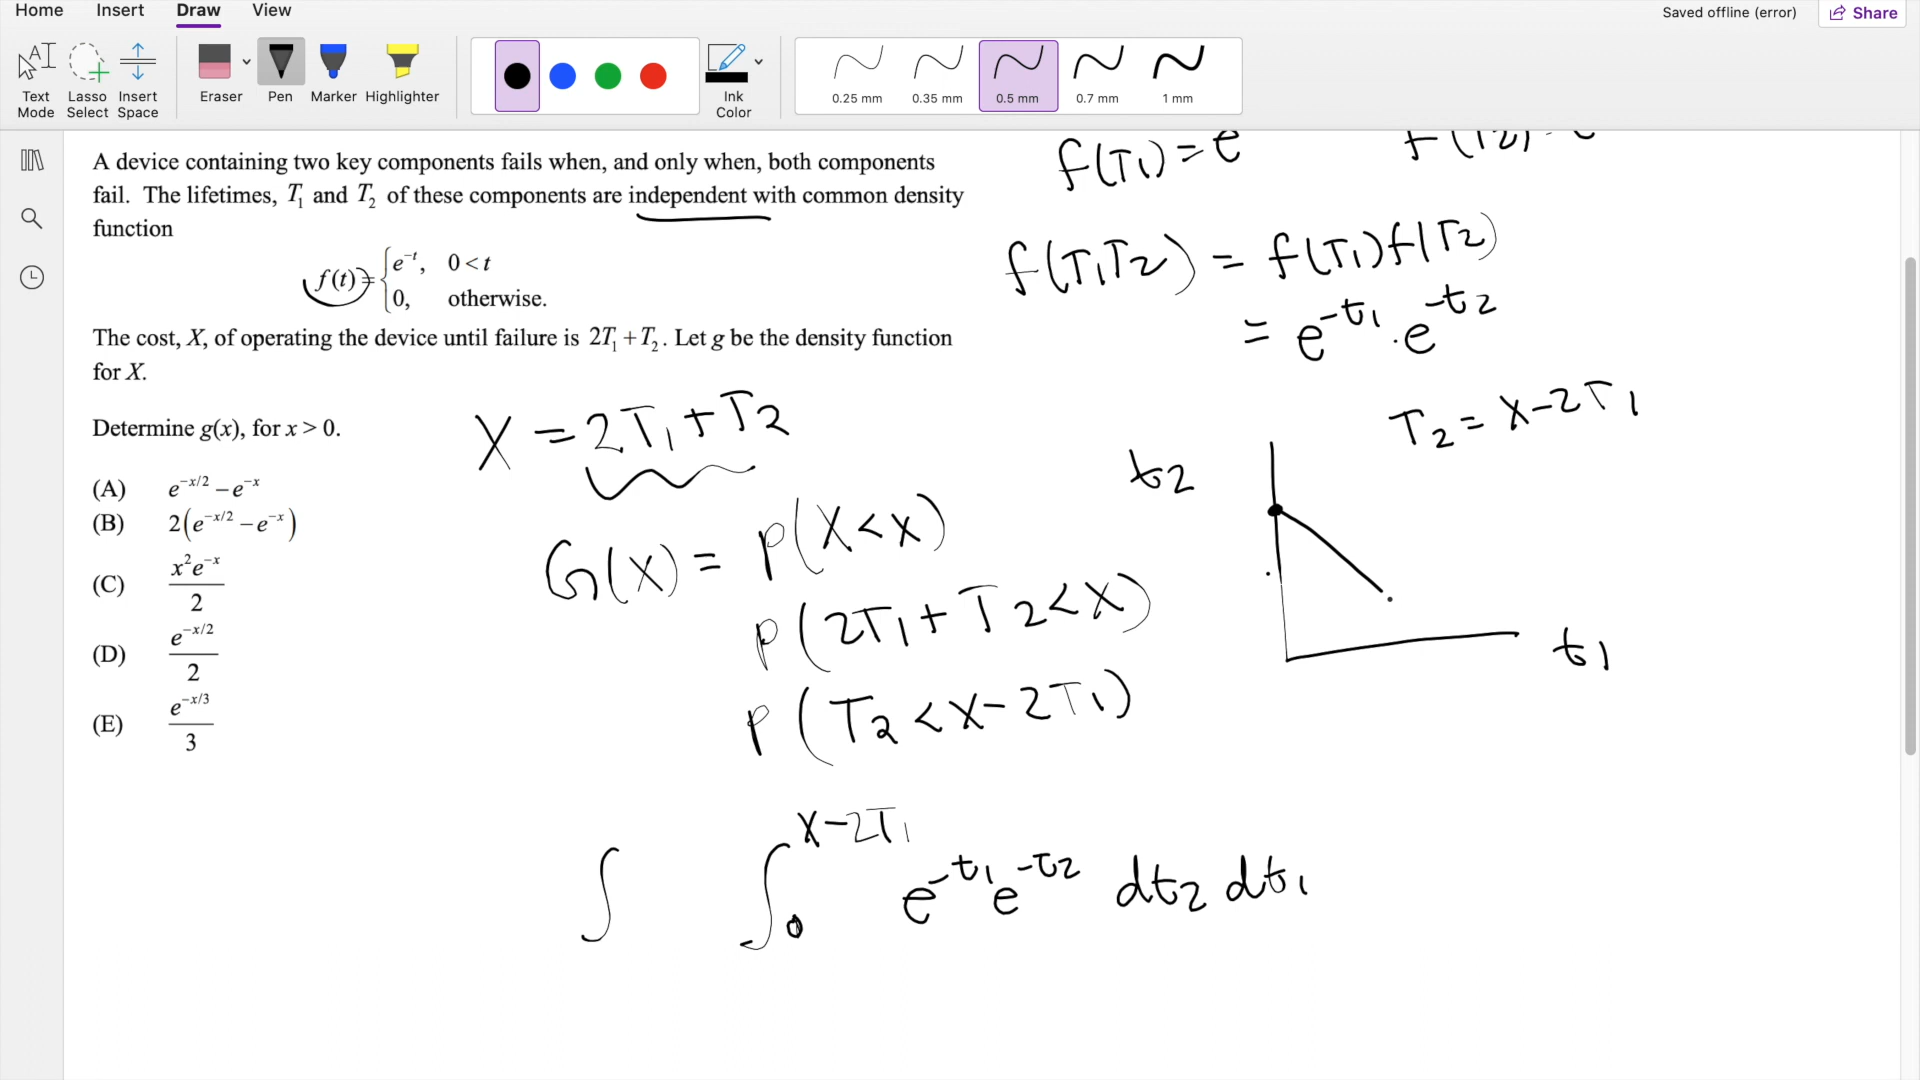 Home Insert Draw View
Saved offline (error) Share
Text Mode
Lasso Select
Insert Space
Eraser
Pen
Marker
Highlighter
Ink Color
0.25 mm
0.35 mm
0.5 mm
0.7 mm
1 mm
A device containing two key components fails when, and only when, both components
fail. The lifetimes, T₁ and T₂ of these components are independent with common density
function
f(t) = { e^{-t}, 0 < t
0, otherwise.
The cost, X, of operating the device until failure is 2T₁ + T₂. Let g be the density function
for X.
Determine g(x), for x > 0.
(A) e^{-x/2} – e^{-x}
(B) 2(e^{-x/2} – e^{-x})
(C) x²e^{-x} / 2
(D) e^{-x/2} / 2
(E) e^{-x/3} / 3
X = 2T₁ + T₂
G(x) = P(X < x)
P(2T₁ + T₂ < x)
P(T₂ < x - 2T₁)
∫ ∫₀^{x-2T₁} e^{-t₁} e^{-t₂} dt₂ dt₁
f(T₁) = e
f(T₁T₂) = f(T₁) f(T₂)
= e^{-t₁} . e^{-t₂}
T₂ = x - 2T₁
t₂
t₁